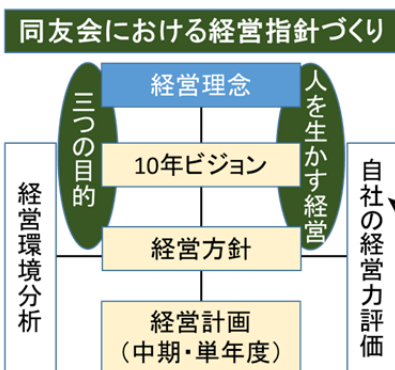 同友会における経営指針づくり
経営理念
三つの目的
人を生かす経営
10年ビジョン
経営方針
経営環境分析
自社の経営力評価
経営計画
（中期・単年度）